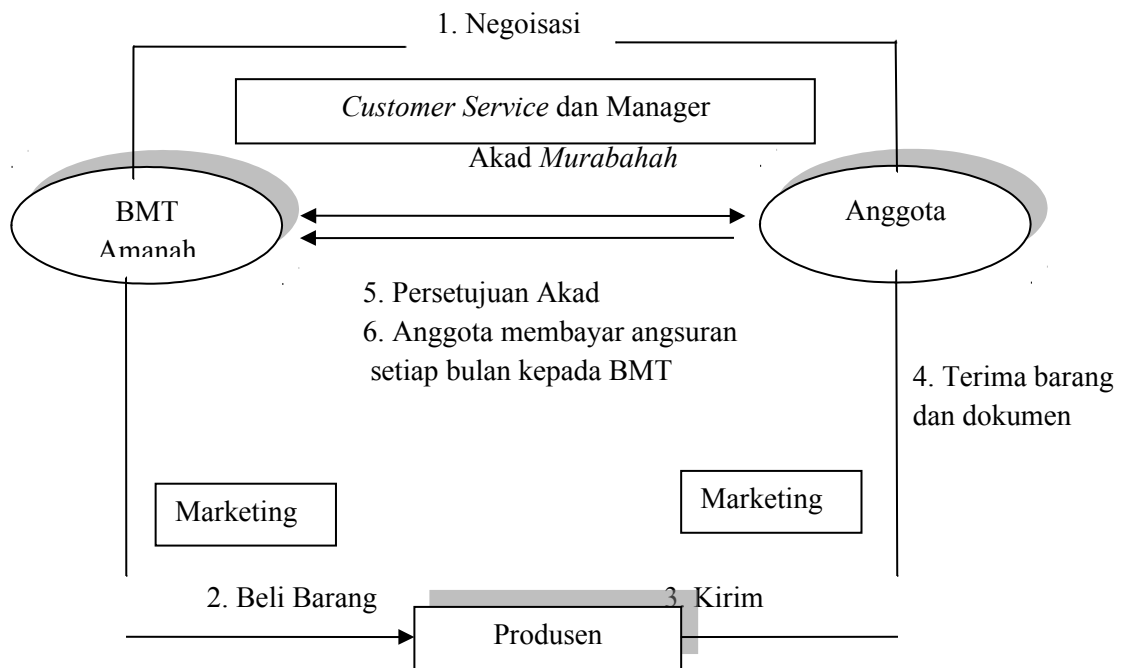 1. Negoisasi
Customer Service dan Manager
Akad Murabahah
BMT
Amanah
Anggota
5. Persetujuan Akad
6. Anggota membayar angsuran
setiap bulan kepada BMT
4. Terima barang
dan dokumen
Marketing
Marketing
2. Beli Barang
3. Kirim
Produsen